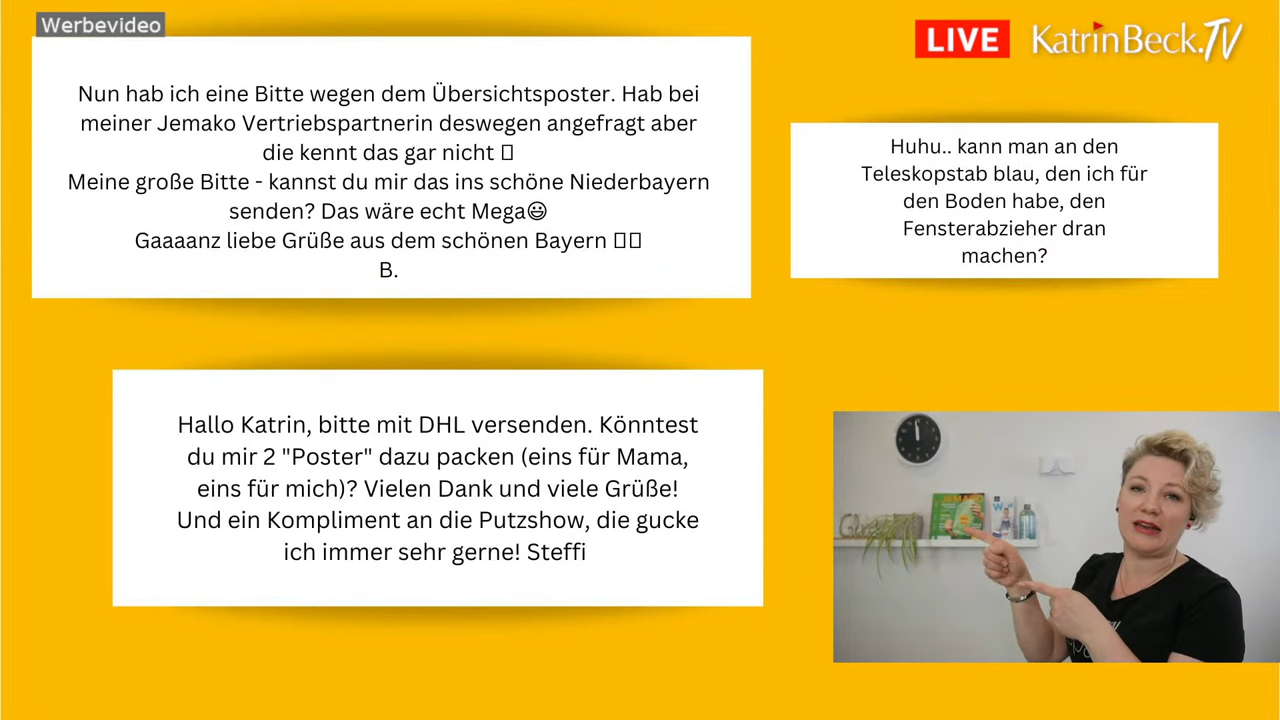 Werbevideo
LIVE KatrinBeck.TV
Nun hab ich eine Bitte wegen dem Übersichtsposter. Hab bei
meiner Jemako Vertriebspartnerin deswegen angefragt aber
die kennt das gar nicht
Meine große Bitte - kannst du mir das ins schöne Niederbayern
senden? Das wäre echt Mega😃
Gaaaanz liebe Grüße aus dem schönen Bayern
B.
Huhu.. kann man an den
Teleskopstab blau, den ich für
den Boden habe, den
Fensterabzieher dran
machen?
Hallo Katrin, bitte mit DHL versenden. Könntest
du mir 2 "Poster" dazu packen (eins für Mama,
eins für mich)? Vielen Dank und viele Grüße!
Und ein Kompliment an die Putzshow, die gucke
ich immer sehr gerne! Steffi